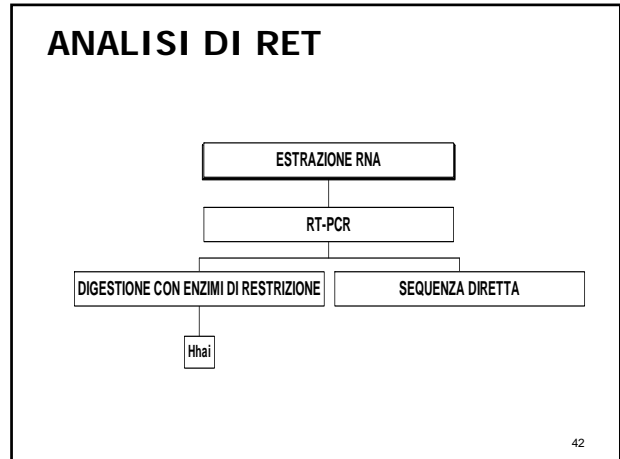 ANALISI DI RET
ESTRAZIONE RNA
RT-PCR
DIGESTIONE CON ENZIMI DI RESTRIZIONE
SEQUENZA DIRETTA
Hhai
42